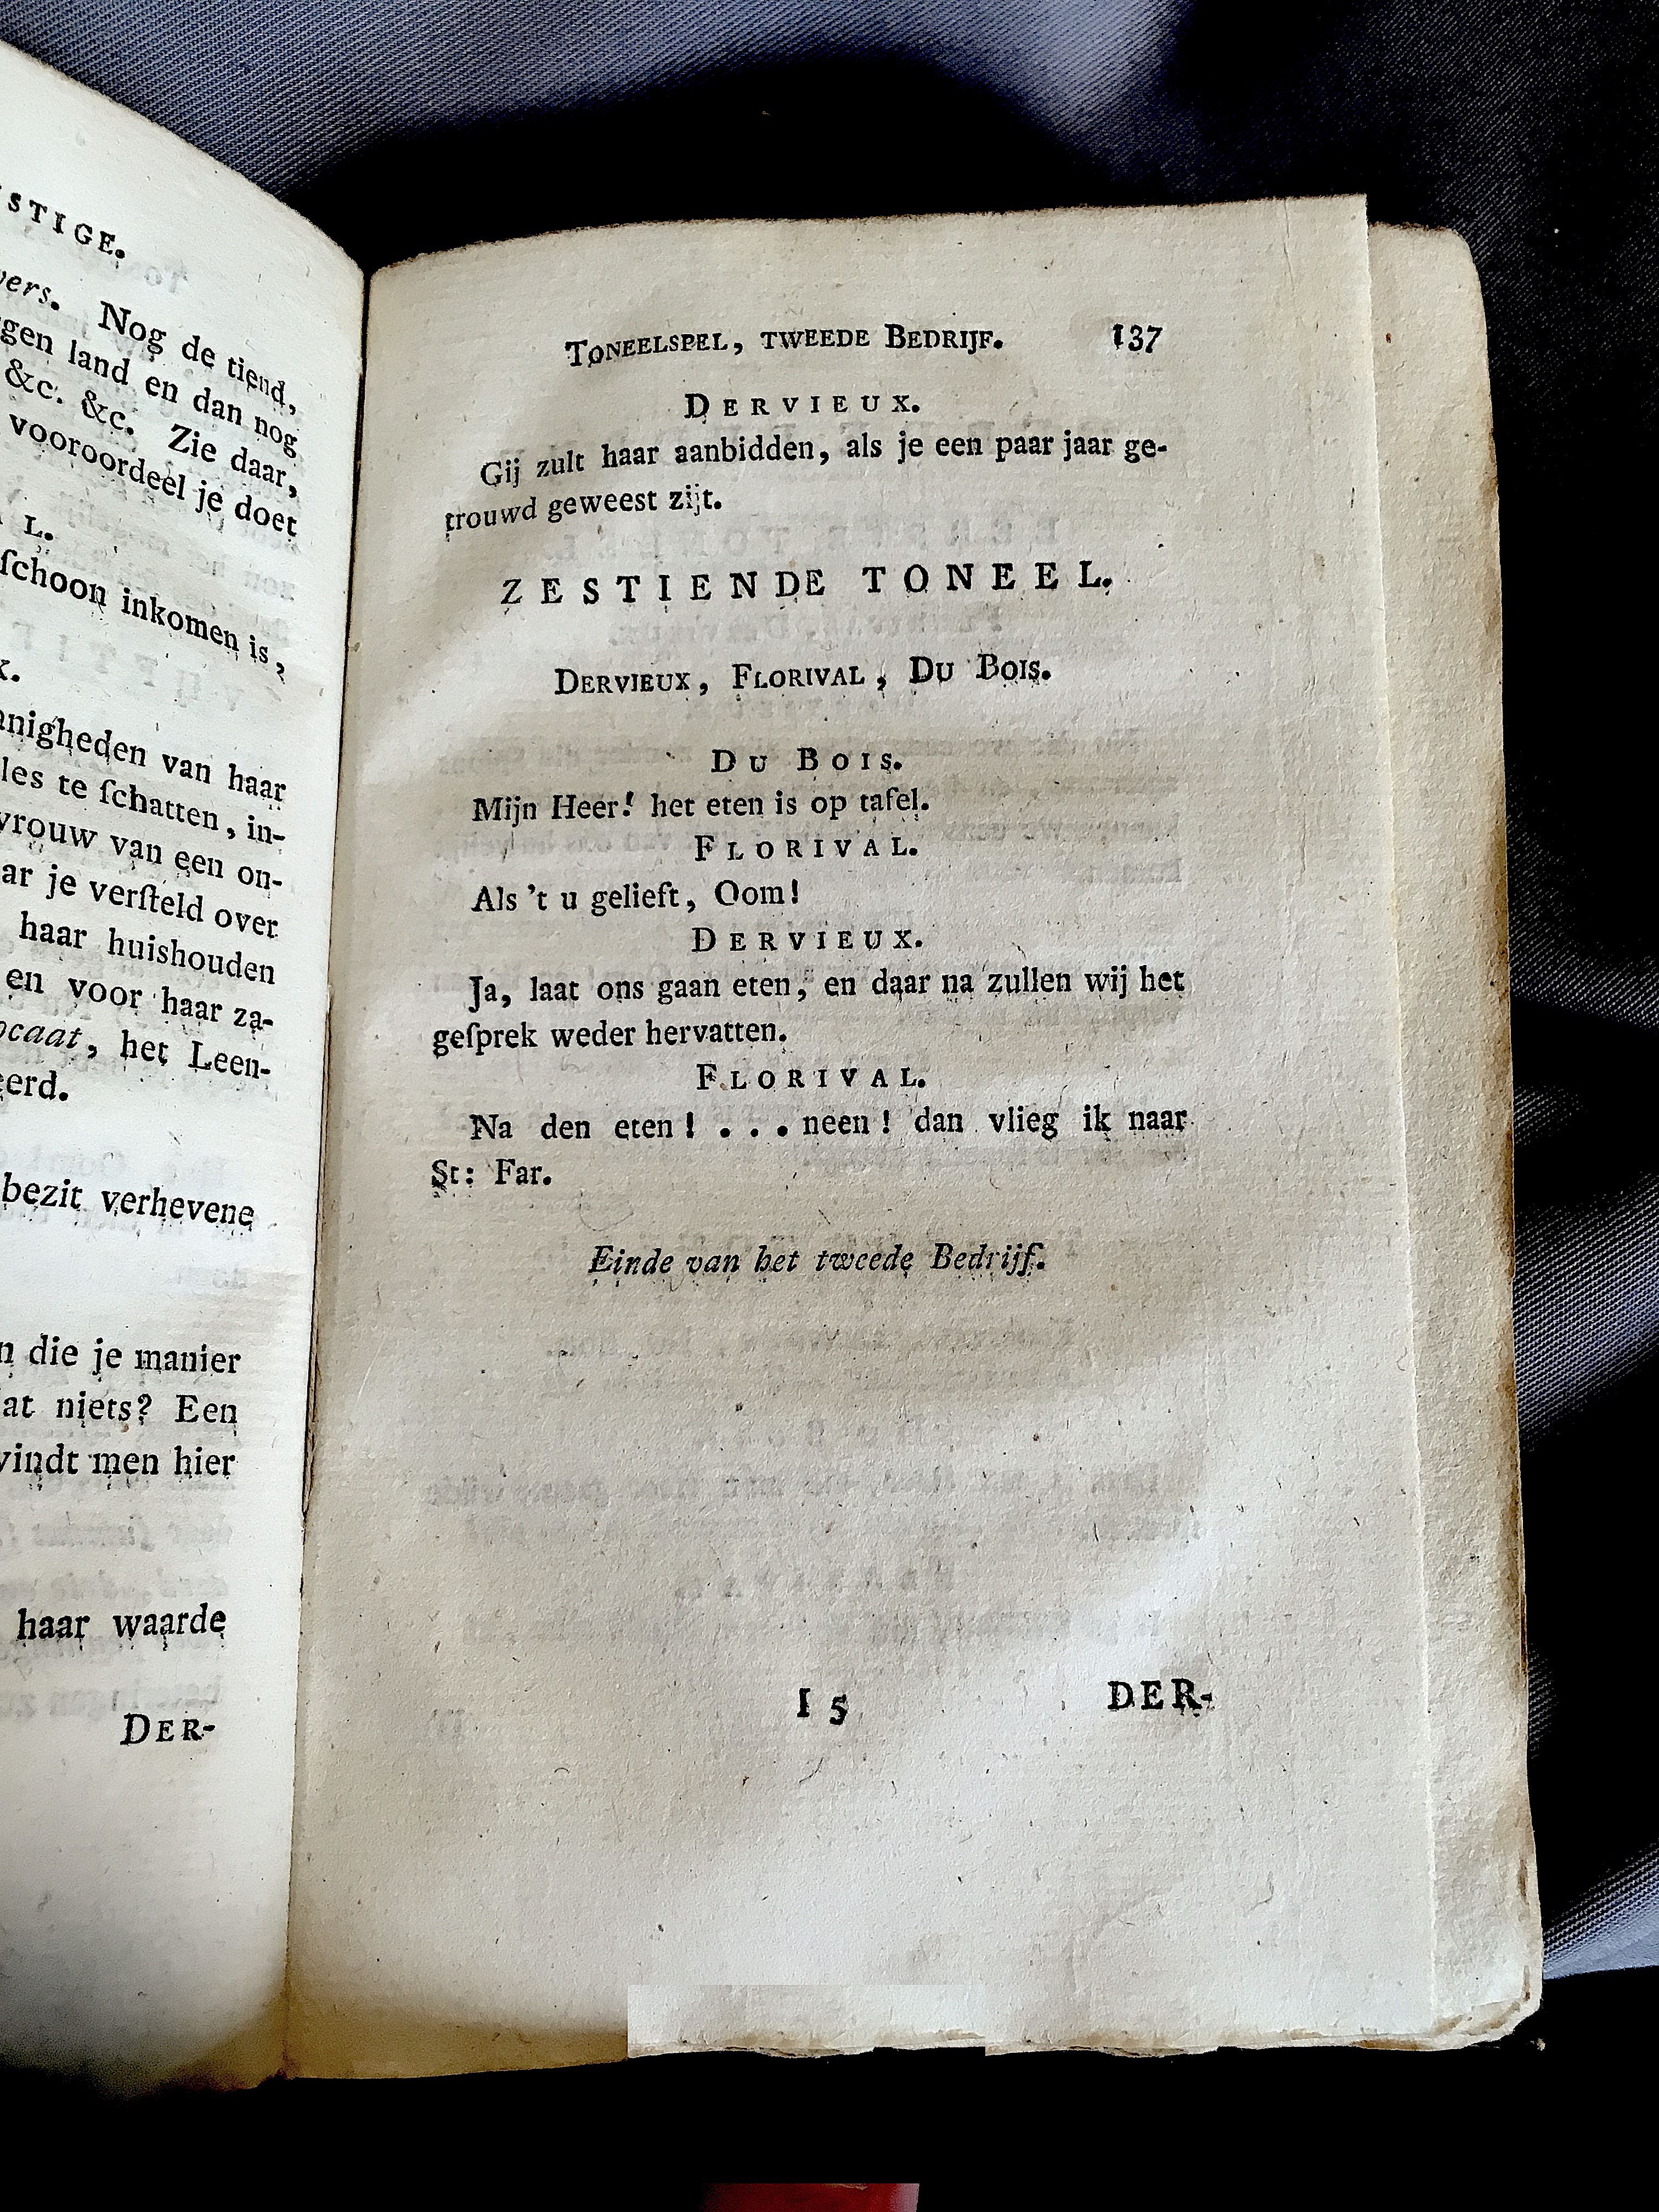 STIGE.
Nog de tiend,
gen land en dan nog
&c. &c. Zie daar,
vooroordeel je doet
L.
ſchoon inkomen is,
X.
nigheden van haar
les te ſchatten, in-
vrouw van een on-
ar je verſteld over
haar huishouden
en voor haar za-
ocaat, het Leen-
eerd.
bezit verhevene
n die je manier
at niets? Een
vindt men hier
haar waarde
DER-
TONEELSPEL, TWEEDE BEDRIJF. 137
DERVIEUX.
Gij zult haar aanbidden, als je een paar jaar ge-
trouwd geweest zijt.
ZESTIENDE TONEEL.
DERVIEUX, FLORIVAL, DU BOIS.
DU BOIS.
Mijn Heer! het eten is op tafel.
FLORIVAL.
Als 't u gelieft, Oom!
DERVIEUX.
Ja, laat ons gaan eten, en daar na zullen wij het
geſprek weder hervatten.
FLORIVAL.
Na den eten! . . . neen! dan vlieg ik naar
St: Far.
Einde van het tweede Bedrijf.
I 5 DER-